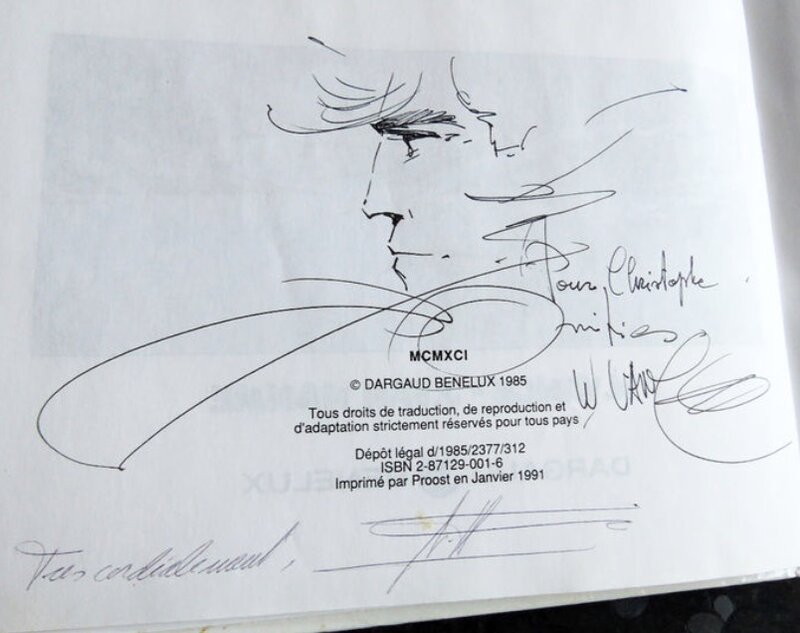 Pour Christophe
amitiés
W VAN
MCMXCI
© DARGAUD BENELUX 1985
Tous droits de traduction, de reproduction et
d'adaptation strictement réservés pour tous pays
Dépôt légal d/1985/2377/312
ISBN 2-87129-001-6
Imprimé par Proost en Janvier 1991
Très cordialement,